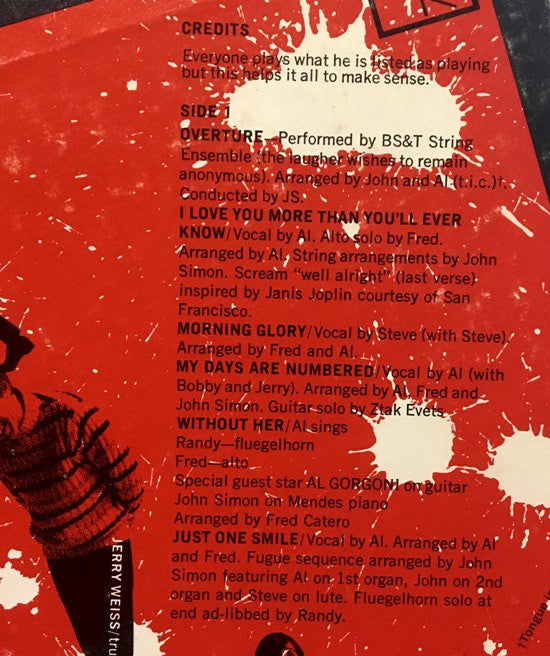 CREDITS
Everyone plays what he is listed as playing
but this helps it all to make sense.
SIDE 1
OVERTURE—Performed by BS&T String
Ensemble (the laugher wishes to remain
anonymous). Arranged by John and Al (t.i.c.)†.
Conducted by JS.
I LOVE YOU MORE THAN YOU'LL EVER
KNOW/Vocal by Al. Alto solo by Fred.
Arranged by Al, String arrangements by John
Simon. Scream "well alright" (last verse)
inspired by Janis Joplin courtesy of San
Francisco.
MORNING GLORY/Vocal by Steve (with Steve).
Arranged by Fred and Al.
MY DAYS ARE NUMBERED/Vocal by Al (with
Bobby and Jerry). Arranged by Al, Fred and
John Simon. Guitar solo by Ztak Evets
WITHOUT HER/Al sings
Randy—fluegelhorn
Fred—alto
Special guest star AL GORGONI on guitar
John Simon on Mendes piano
Arranged by Fred Catero
JUST ONE SMILE/Vocal by Al. Arranged by Al
and Fred. Fugue sequence arranged by John
Simon featuring Al on 1st organ, John on 2nd
organ and Steve on lute. Fluegelhorn solo at
end ad-libbed by Randy.
JERRY WEISS/tru
†Tongue i